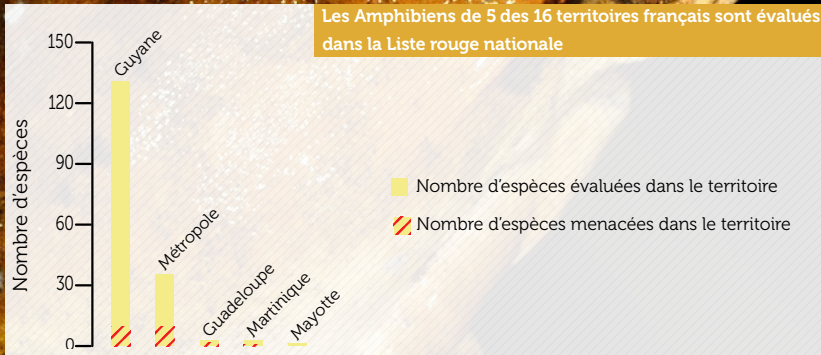 Les Amphibiens de 5 des 16 territoires français sont évalués
dans la Liste rouge nationale
150
120
90
60
30
0
Nombre d'espèces
Guyane
Métropole
Guadeloupe
Martinique
Mayotte
Nombre d'espèces évaluées dans le territoire
Nombre d'espèces menacées dans le territoire